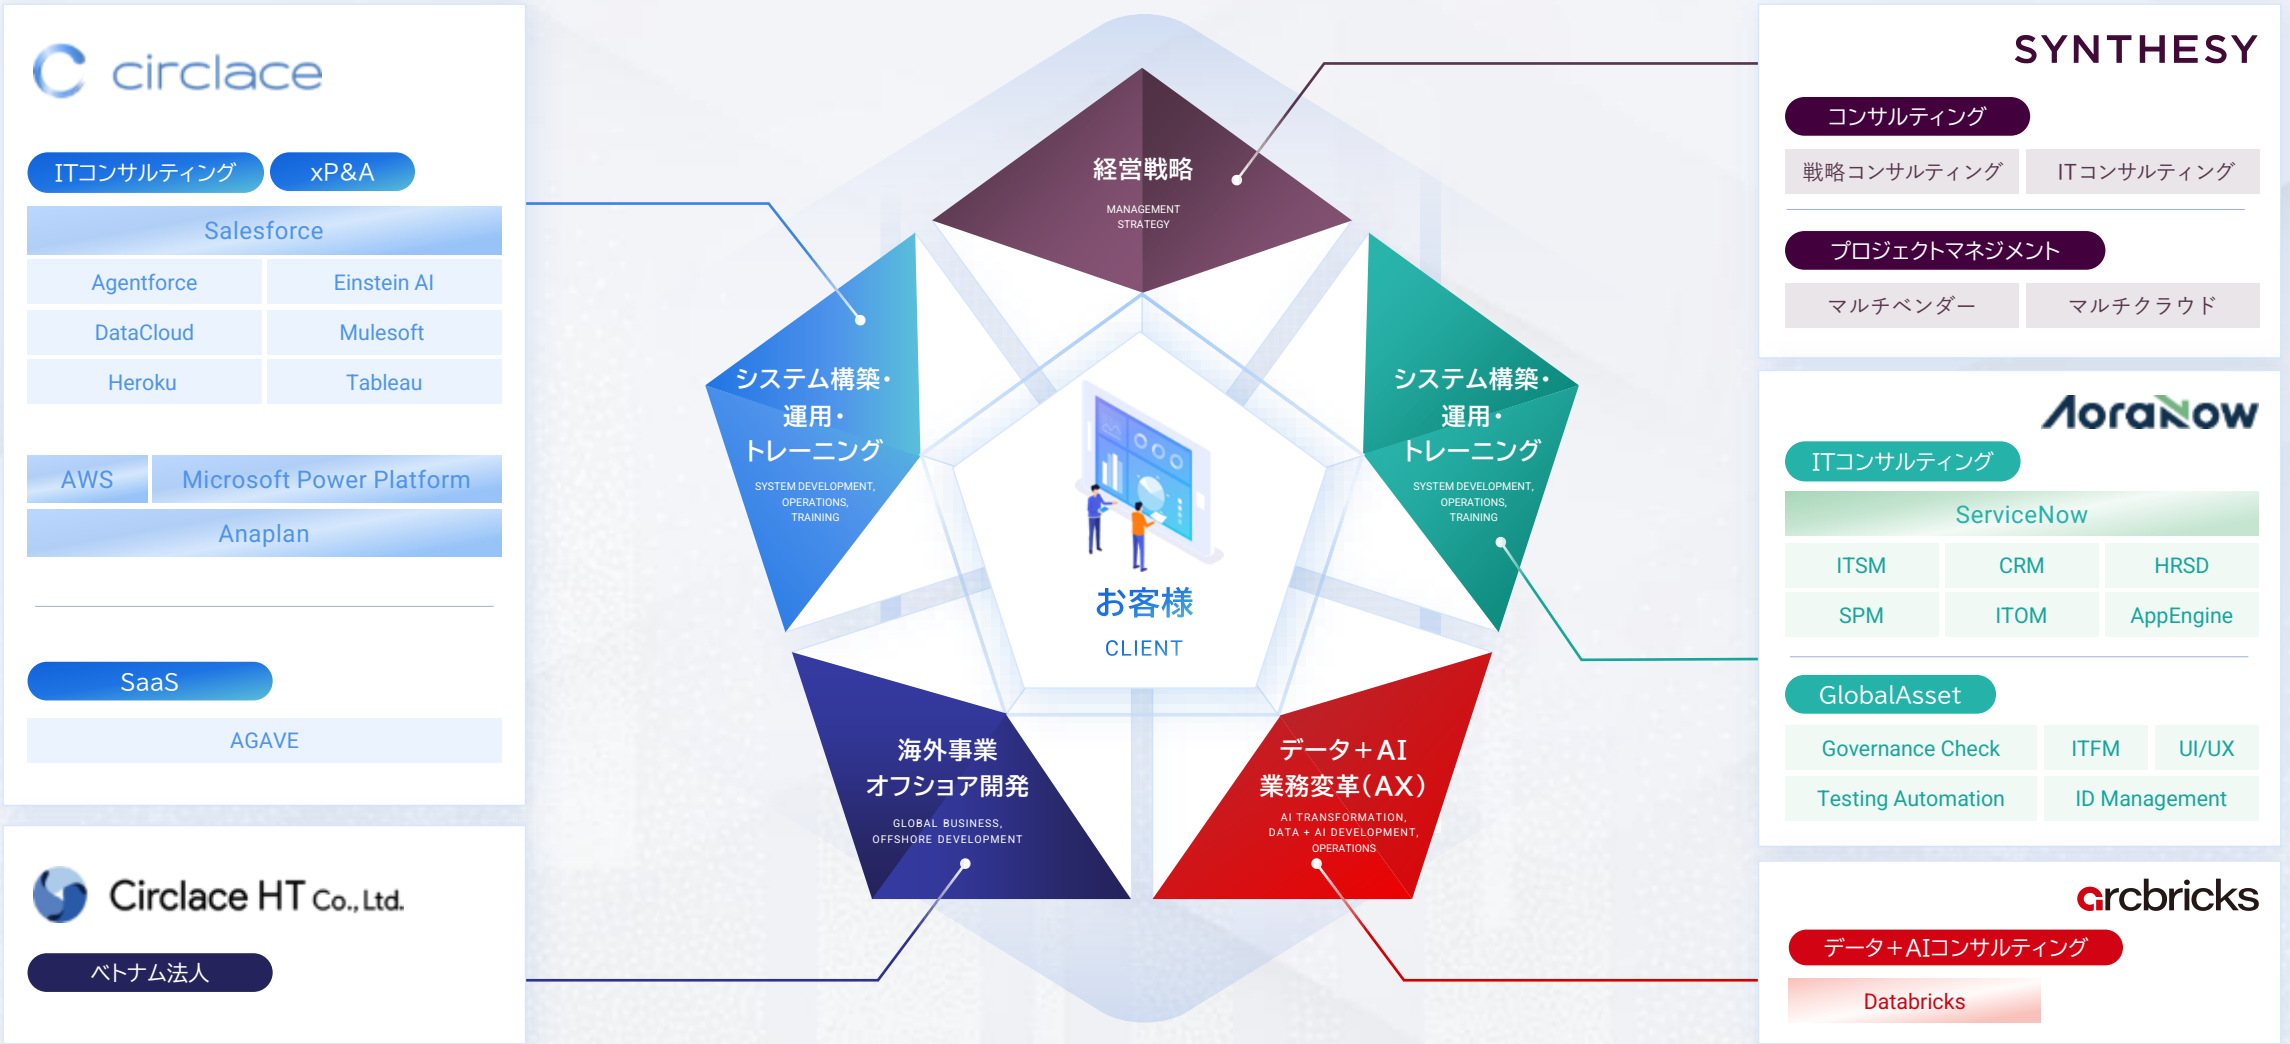 circlace
ITコンサルティング
xP&A
Salesforce
Agentforce
Einstein AI
DataCloud
Mulesoft
Heroku
Tableau
AWS
Microsoft Power Platform
Anaplan
SaaS
AGAVE
Circlace HT Co., Ltd.
ベトナム法人
経営戦略
MANAGEMENT
STRATEGY
システム構築・
運用・
トレーニング
SYSTEM DEVELOPMENT,
OPERATIONS,
TRAINING
システム構築・
運用・
トレーニング
SYSTEM DEVELOPMENT,
OPERATIONS,
TRAINING
お客様
CLIENT
海外事業
オフショア開発
GLOBAL BUSINESS,
OFFSHORE DEVELOPMENT
データ+AI
業務変革(AX)
AI TRANSFORMATION,
DATA + AI DEVELOPMENT,
OPERATIONS
SYNTHESY
コンサルティング
戦略コンサルティング
ITコンサルティング
プロジェクトマネジメント
マルチベンダー
マルチクラウド
AoraNow
ITコンサルティング
ServiceNow
ITSM
CRM
HRSD
SPM
ITOM
AppEngine
GlobalAsset
Governance Check
ITFM
UI/UX
Testing Automation
ID Management
arcbricks
データ+AIコンサルティング
Databricks